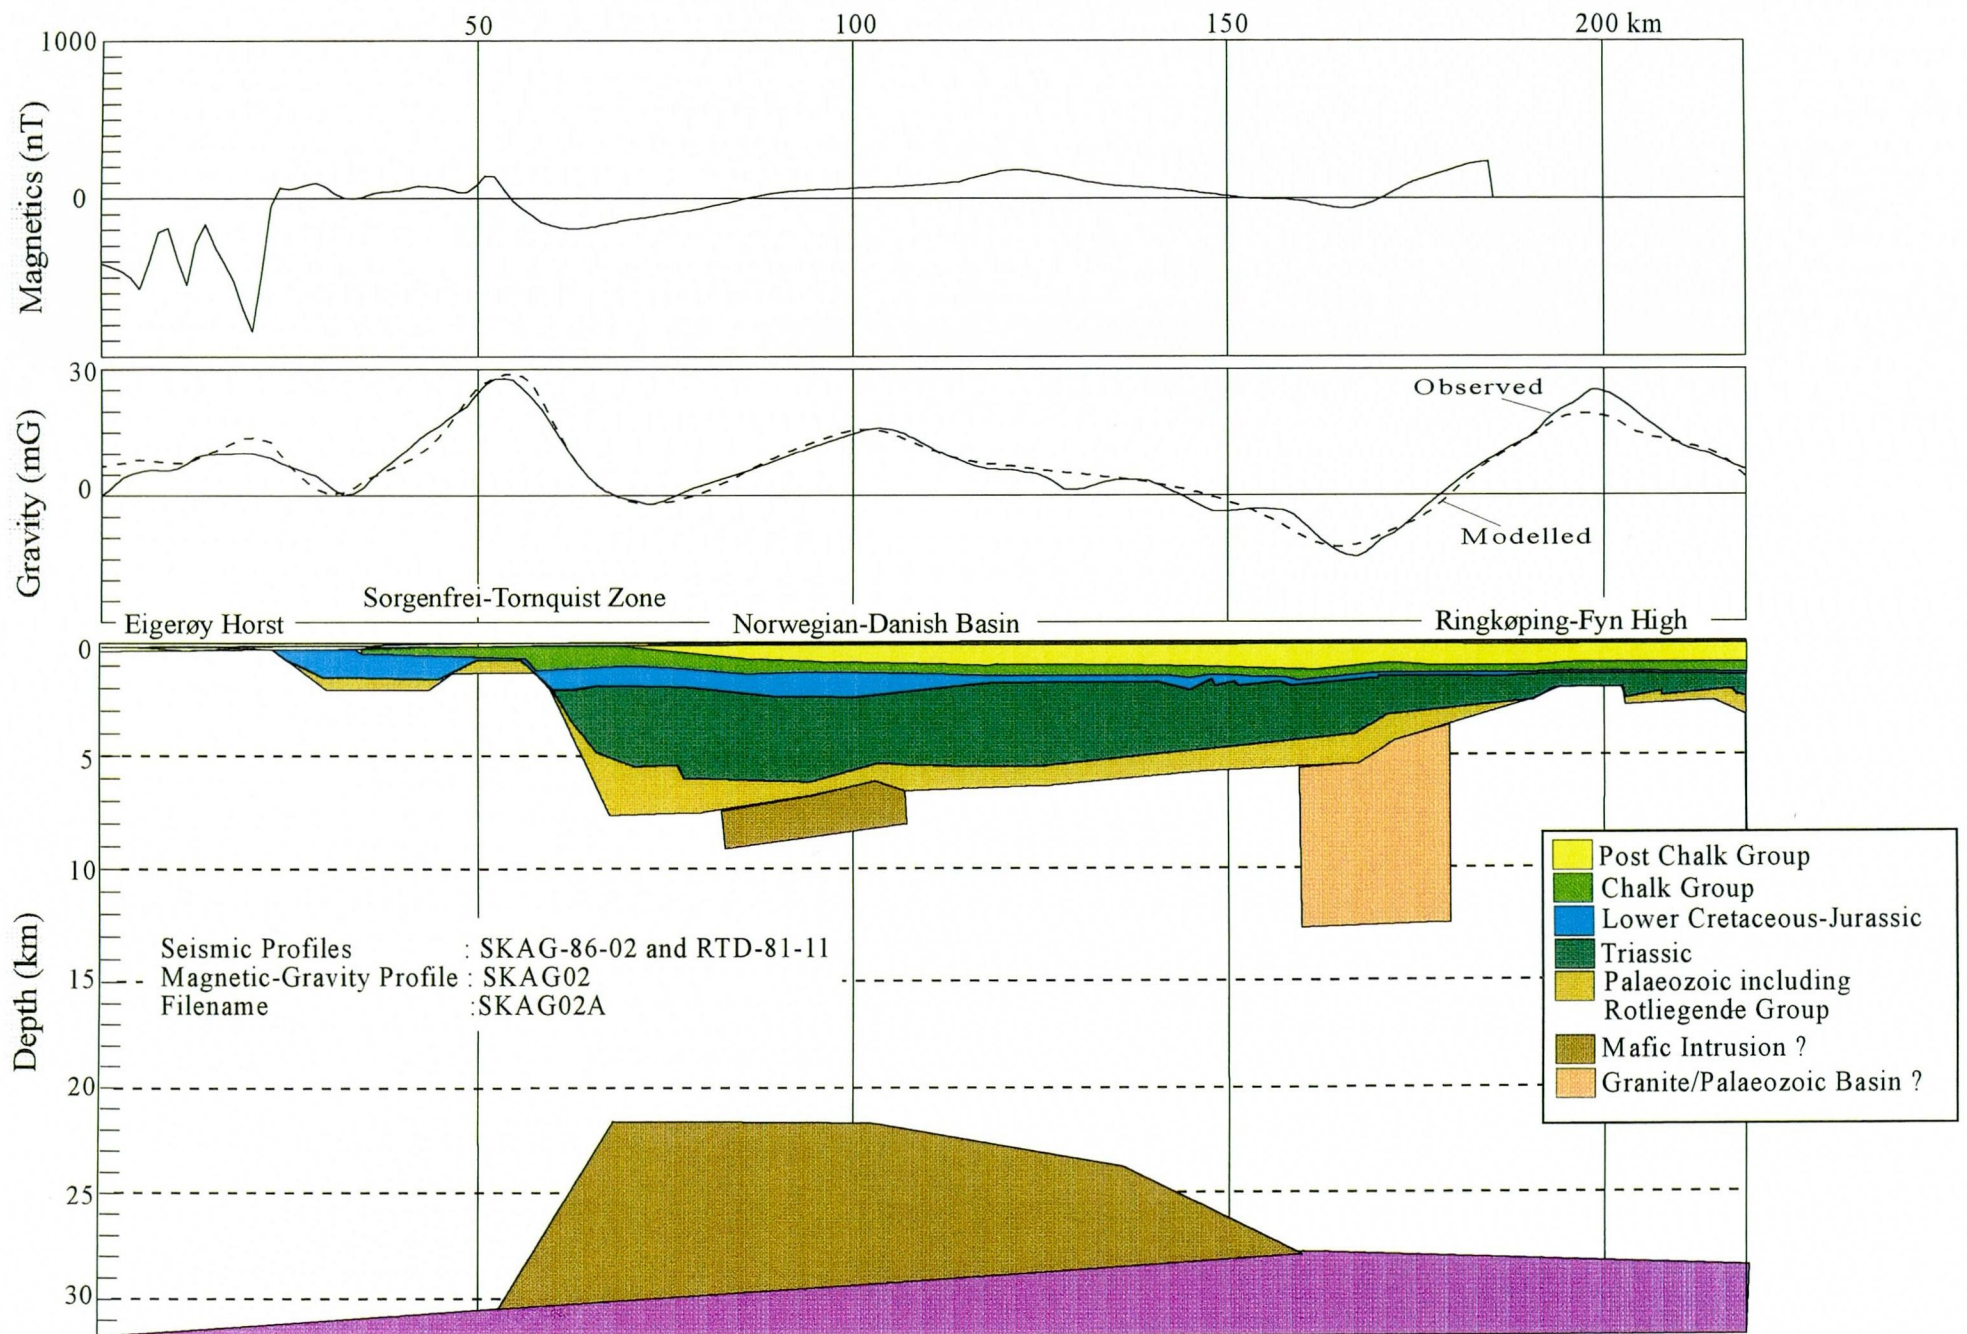 50 100 150 200 km
1000
0
Magnetics (nT)
30
0
Gravity (mG)
Observed
Modelled
Sorgenfrei-Tornquist Zone
Eigerøy Horst Norwegian-Danish Basin Ringkøping-Fyn High
0
5
10
15
20
25
30
Depth (km)
Seismic Profiles : SKAG-86-02 and RTD-81-11
Magnetic-Gravity Profile : SKAG02
Filename :SKAG02A
Post Chalk Group
Chalk Group
Lower Cretaceous-Jurassic
Triassic
Palaeozoic including
Rotliegende Group
Mafic Intrusion ?
Granite/Palaeozoic Basin ?